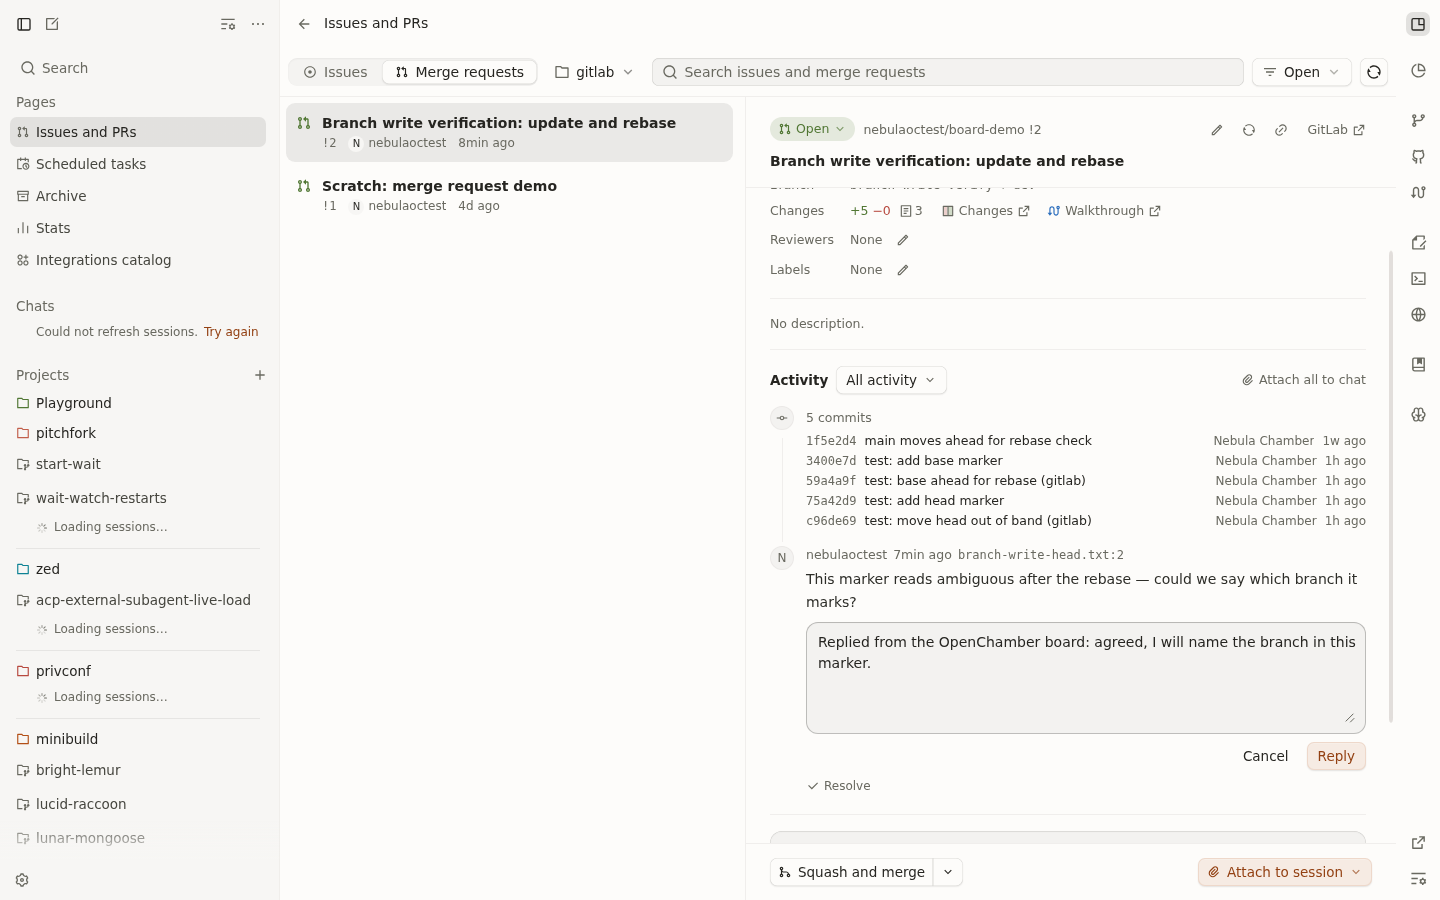 Search
Pages
Issues and PRs
Scheduled tasks
Archive
Stats
Integrations catalog
Chats
Could not refresh sessions. Try again
Projects
Playground
pitchfork
start-wait
wait-watch-restarts
Loading sessions...
zed
acp-external-subagent-live-load
Loading sessions...
privconf
Loading sessions...
minibuild
bright-lemur
lucid-raccoon
lunar-mongoose
Issues and PRs
Issues
Merge requests
gitlab
Search issues and merge requests
Open
Branch write verification: update and rebase
!2 N nebulaoctest 8min ago
Scratch: merge request demo
!1 N nebulaoctest 4d ago
Open nebulaoctest/board-demo !2 GitLab
Branch write verification: update and rebase
Changes +5 −0 3 Changes Walkthrough
Reviewers None
Labels None
No description.
Activity All activity Attach all to chat
5 commits
1f5e2d4 main moves ahead for rebase check Nebula Chamber 1w ago
3400e7d test: add base marker Nebula Chamber 1h ago
59a4a9f test: base ahead for rebase (gitlab) Nebula Chamber 1h ago
75a42d9 test: add head marker Nebula Chamber 1h ago
c96de69 test: move head out of band (gitlab) Nebula Chamber 1h ago
N nebulaoctest 7min ago branch-write-head.txt:2
This marker reads ambiguous after the rebase — could we say which branch it
marks?
Replied from the OpenChamber board: agreed, I will name the branch in this
marker.
Cancel Reply
Resolve
Squash and merge
Attach to session